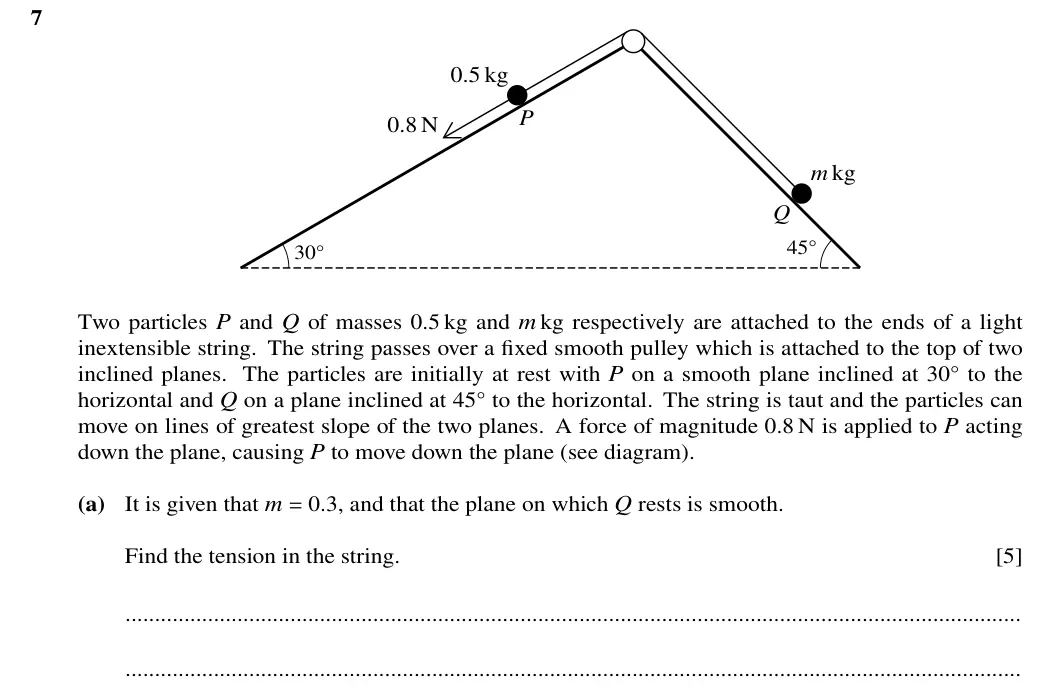 7
0.5 kg
P
0.8 N
m kg
Q
30°
45°
Two particles P and Q of masses 0.5 kg and m kg respectively are attached to the ends of a light
inextensible string. The string passes over a fixed smooth pulley which is attached to the top of two
inclined planes. The particles are initially at rest with P on a smooth plane inclined at 30° to the
horizontal and Q on a plane inclined at 45° to the horizontal. The string is taut and the particles can
move on lines of greatest slope of the two planes. A force of magnitude 0.8 N is applied to P acting
down the plane, causing P to move down the plane (see diagram).
(a) It is given that m = 0.3, and that the plane on which Q rests is smooth.
Find the tension in the string. [5]